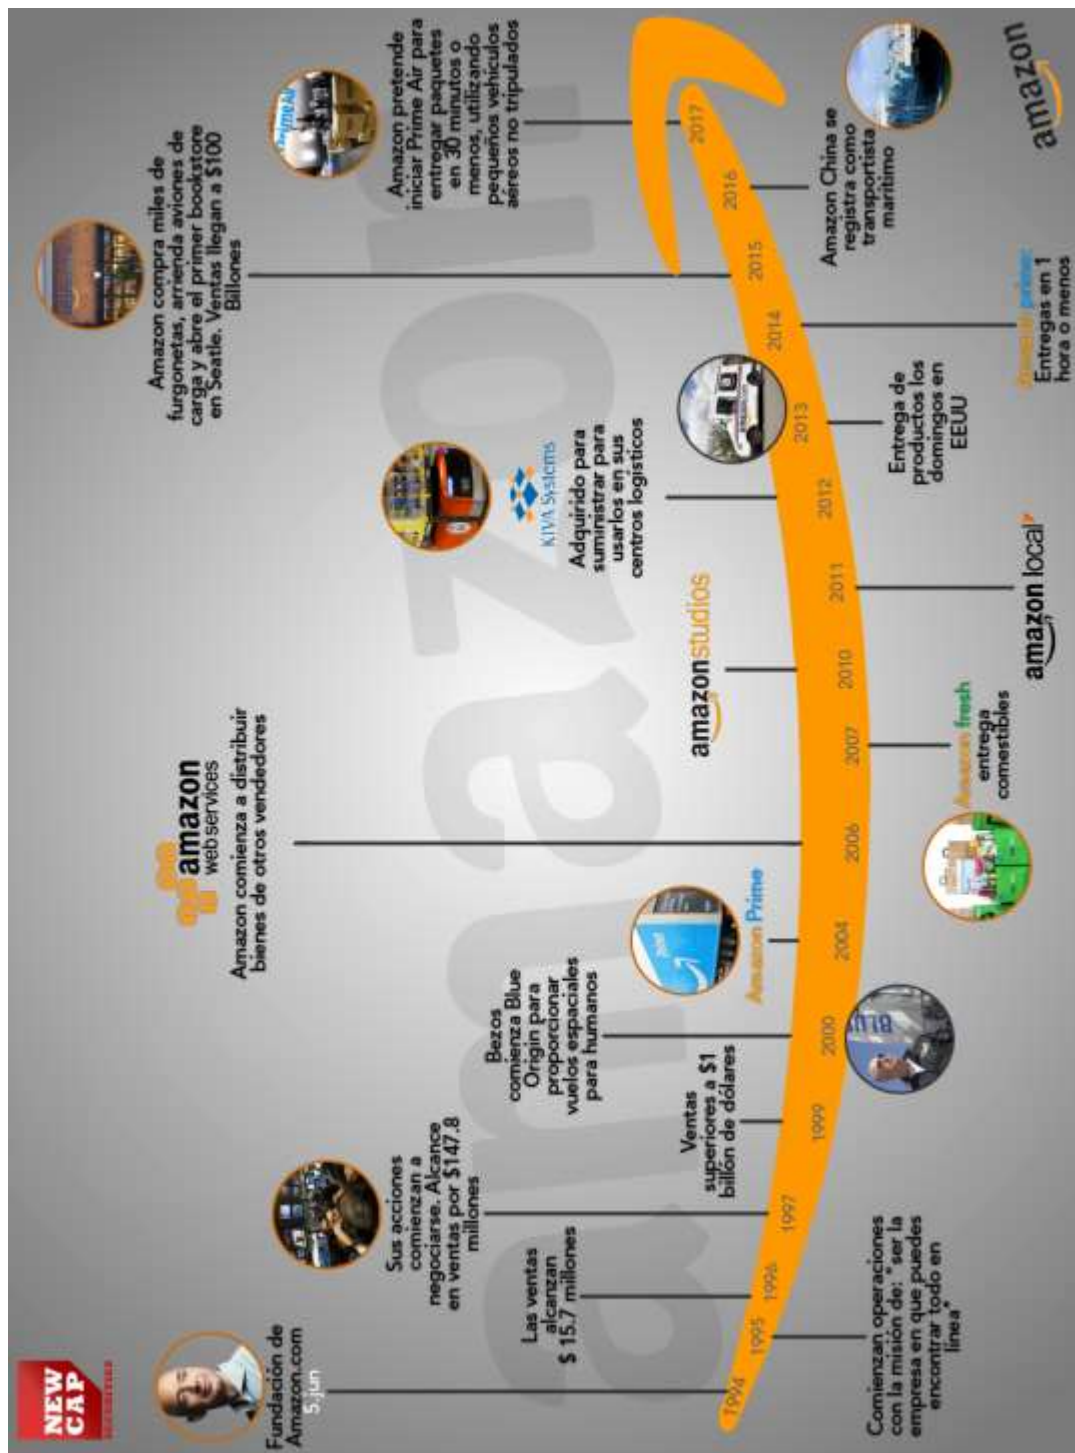 NEW
CAP
SECURITIES
Fundación de
Amazon.com
5.jun
1994
Comienzan operaciones
con la misión de: "ser la
empresa en que puedes
encontrar todo en
línea"
1995
Las ventas
alcanzan
$ 15.7 millones
1996
Sus acciones
comienzan a
negociarse. Alcance
en ventas por $147.8
millones
1997
Ventas
superiores a $1
billón de dólares
1999
Bezos
comienza Blue
Origin para
proporcionar
vuelos espaciales
para humanos
2000
BLU
Amazon Prime
2004
amazon
web services
Amazon comienza a distribuir
bienes de otros vendedores
2006
Amazon fresh
entrega
comestibles
2007
amazonstudios
2010
amazon local
2011
KIVA Systems
Adquirido para
suministrar para
usarlos en sus
centros logísticos
2012
Entrega de
productos los
domingos en
EEUU
2013
Entregas en 1
hora o menos
2014
Amazon compra miles de
furgonetas, arrienda aviones de
carga y abre el primer bookstore
en Seatle. Ventas llegan a $100
Billones
2015
Amazon China se
registra como
transportista
marítimo
2016
Prime Air
Amazon pretende
iniciar Prime Air para
entregar paquetes
en 30 minutos o
menos, utilizando
pequeños vehículos
aéreos no tripulados
2017
amazon
amazon